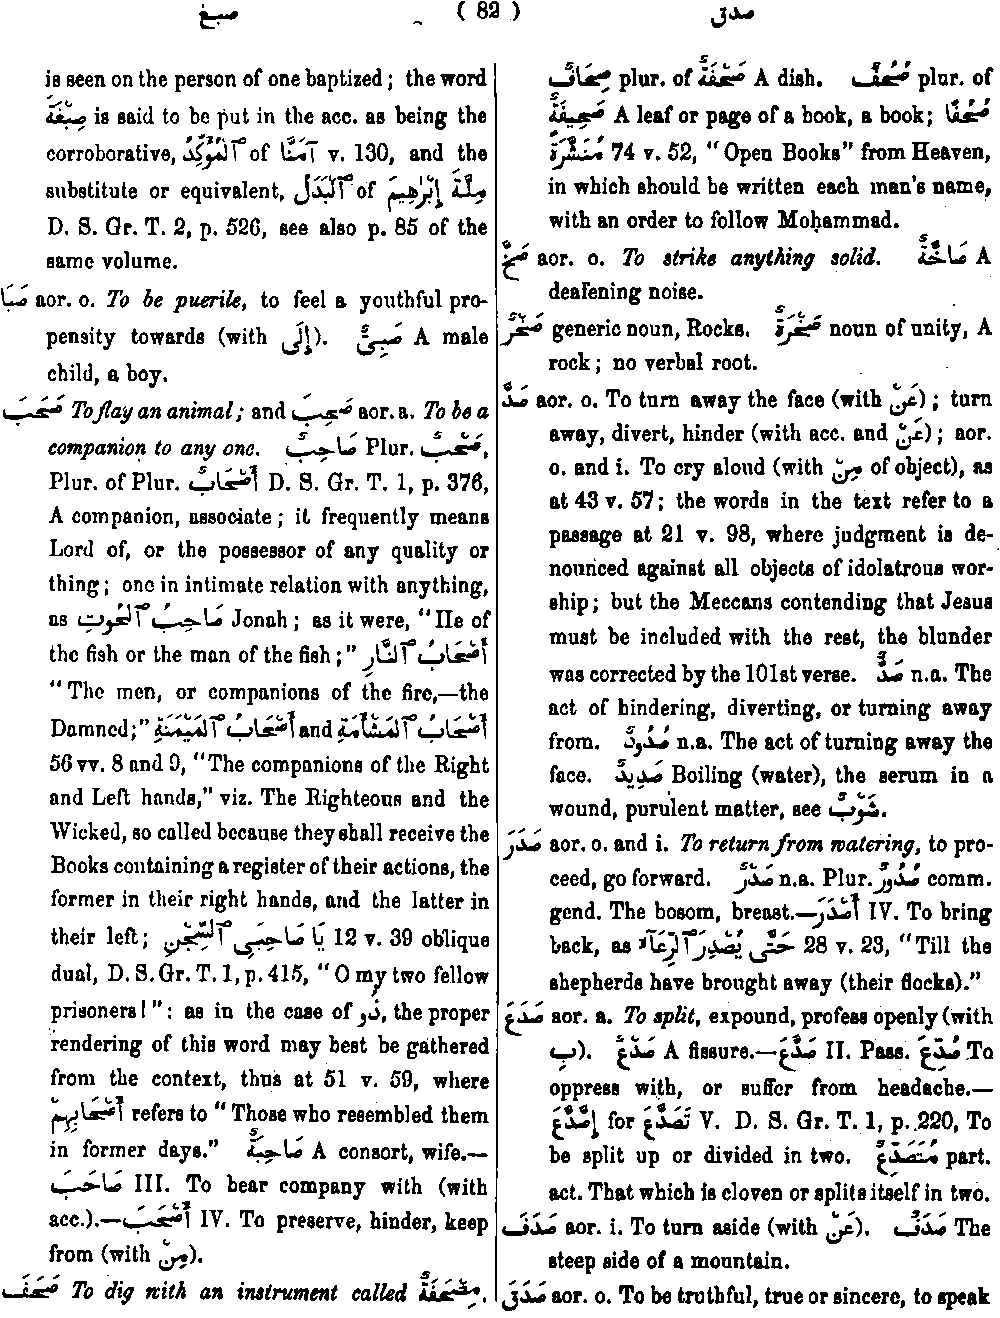 صبغ ( 82 ) صدق
is seen on the person of one baptized; the word
صِبْغَةَ is said to be put in the acc. as being the
corroborative, ٱلْمُؤَكِّدُ of آمَنَّا v. 130, and the
substitute or equivalent, ٱلْبَدَلُ of مِلَّةَ إِبْرَاهِيمَ
D. S. Gr. T. 2, p. 526, see also p. 85 of the
same volume.
صَبَا aor. o. To be puerile, to feel a youthful pro-
pensity towards (with إِلَى). صَبِىٌّ A male
child, a boy.
صَحَبَ To flay an animal; and صَحِبَ aor. a. To be a
companion to any one. صَاحِبٌ Plur. صَحْبٌ,
Plur. of Plur. أَصْحَابٌ D. S. Gr. T. 1, p. 376,
A companion, associate; it frequently means
Lord of, or the possessor of any quality or
thing; one in intimate relation with anything,
as صَاحِبُ ٱلْحُوتِ Jonah; as it were, "He of
the fish or the man of the fish;" أَصْحَابُ ٱلنَّارِ
"The men, or companions of the fire,—the
Damned;" أَصْحَابُ ٱلْمَيْمَنَةِ and أَصْحَابُ ٱلْمَشْأَمَةِ
56 vv. 8 and 9, "The companions of the Right
and Left hands," viz. The Righteous and the
Wicked, so called because they shall receive the
Books containing a register of their actions, the
former in their right hands, and the latter in
their left; يَا صَاحِبَىِ ٱلسِّجْنِ 12 v. 39 oblique
dual, D. S. Gr. T. 1, p. 415, "O my two fellow
prisoners!": as in the case of ذُو, the proper
rendering of this word may best be gathered
from the context, thus at 51 v. 59, where
أَصْحَابِهِمْ refers to "Those who resembled them
in former days." صَاحِبَةٌ A consort, wife.—
صَاحَبَ III. To bear company with (with
acc.).—أَصْحَبَ IV. To preserve, hinder, keep
from (with مِنْ).
صَحَفَ To dig with an instrument called مِصْحَفَةٌ.
صِحَافٌ plur. of صَحْفَةٌ A dish. صُحُفٌ plur. of
صَحِيفَةٌ A leaf or page of a book, a book; صُحُفًا
مُنَشَّرَةً 74 v. 52, "Open Books" from Heaven,
in which should be written each man's name,
with an order to follow Moḥammad.
صَخَّ aor. o. To strike anything solid. صَاخَّةٌ A
deafening noise.
صَخْرٌ generic noun, Rocks. صَخْرَةٌ noun of unity, A
rock; no verbal root.
صَدَّ aor. o. To turn away the face (with عَنْ); turn
away, divert, hinder (with acc. and عَنْ); aor.
o. and i. To cry aloud (with مِنْ of object), as
at 43 v. 57; the words in the text refer to a
passage at 21 v. 98, where judgment is de-
nounced against all objects of idolatrous wor-
ship; but the Meccans contending that Jesus
must be included with the rest, the blunder
was corrected by the 101st verse. صَدٌّ n.a. The
act of hindering, diverting, or turning away
from. صُدُودٌ n.a. The act of turning away the
face. صَدِيدٌ Boiling (water), the serum in a
wound, purulent matter, see شَوْبٌ.
صَدَرَ aor. o. and i. To return from watering, to pro-
ceed, go forward. صَدْرٌ n.a. Plur. صُدُورٌ comm.
gend. The bosom, breast.—أَصْدَرَ IV. To bring
back, as حَتَّى يُصْدِرَ ٱلرِّعَآءُ 28 v. 23, "Till the
shepherds have brought away (their flocks)."
صَدَعَ aor. a. To split, expound, profess openly (with
بِ). صَدْعٌ A fissure.—صَدَّعَ II. Pass. صُدِّعَ To
oppress with, or suffer from headache.—
إِصَّدَّعَ for تَصَدَّعَ V. D. S. Gr. T. 1, p. 220, To
be split up or divided in two. مُتَصَدِّعٌ part.
act. That which is cloven or splits itself in two.
صَدَفَ aor. i. To turn aside (with عَنْ). صَدَفٌ The
steep side of a mountain.
صَدَقَ aor. o. To be truthful, true or sincere, to speak